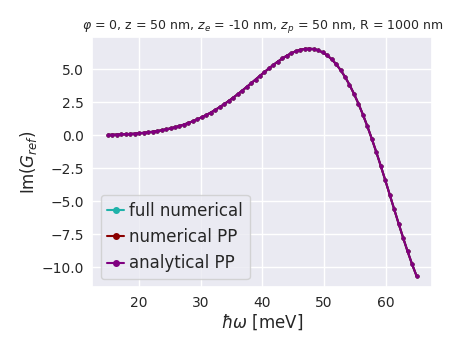 φ = 0, z = 50 nm, z_e = -10 nm, z_p = 50 nm, R = 1000 nm
Im(G_ref)
5.0
2.5
0.0
−2.5
−5.0
−7.5
−10.0
full numerical
numerical PP
analytical PP
20 30 40 50 60
ℏω [meV]